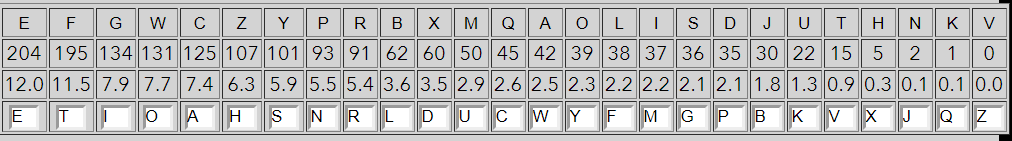 E F G W C Z Y P R B X M Q A O L I S D J U T H N K V
204 195 134 131 125 107 101 93 91 62 60 50 45 42 39 38 37 36 35 30 22 15 5 2 1 0
12.0 11.5 7.9 7.7 7.4 6.3 5.9 5.5 5.4 3.6 3.5 2.9 2.6 2.5 2.3 2.2 2.2 2.1 2.1 1.8 1.3 0.9 0.3 0.1 0.1 0.0
E T I O A H S N R L D U C W Y F M G P B K V X J Q Z